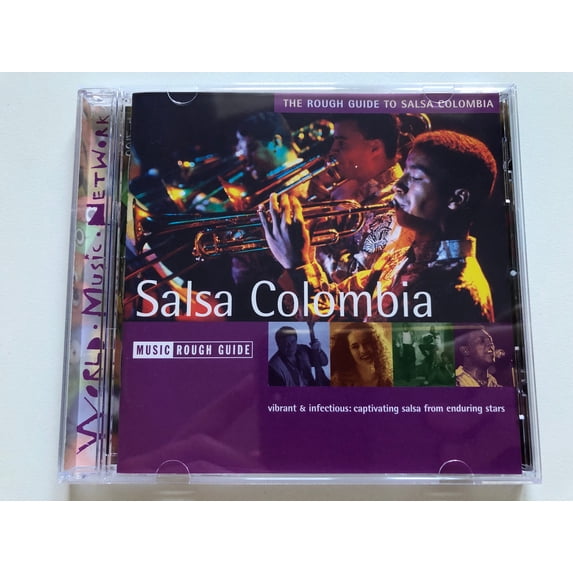 THE ROUGH GUIDE TO SALSA COLOMBIA
WORLD. MUSIC. NETWORK
Salsa Colombia
MUSIC ROUGH GUIDE
vibrant & infectious: captivating salsa from enduring stars